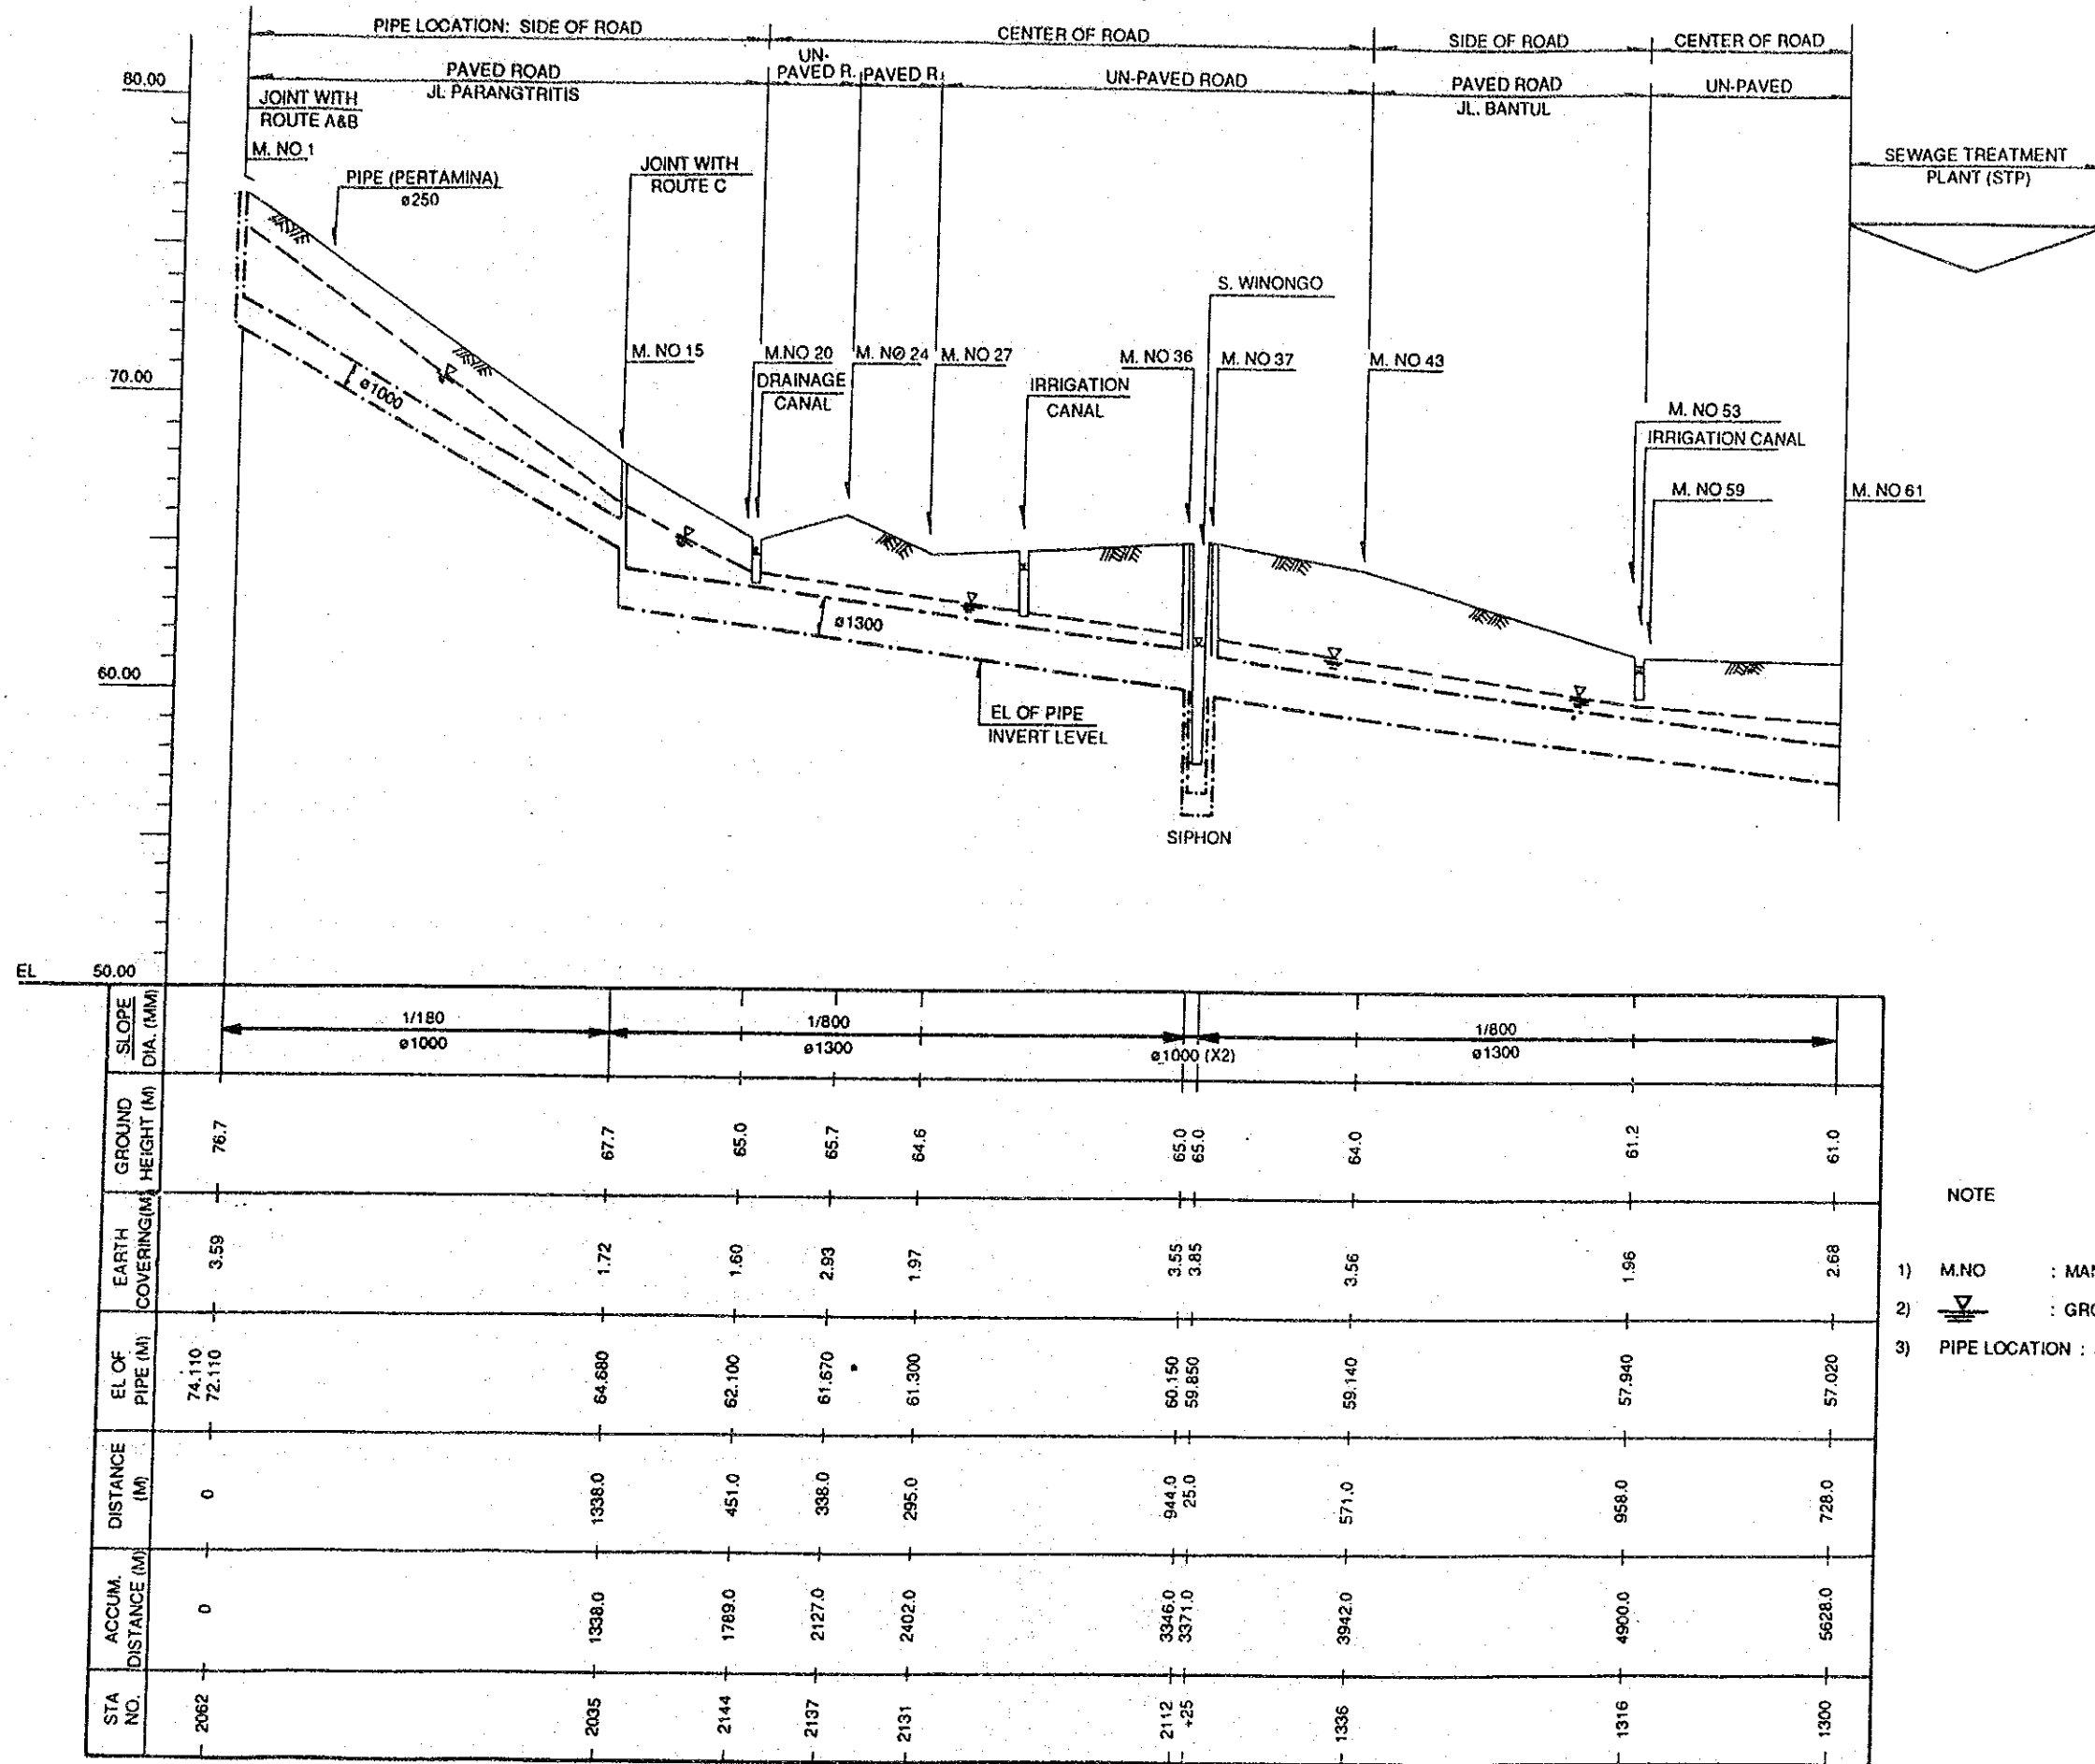 PIPE LOCATION: SIDE OF ROAD
CENTER OF ROAD
SIDE OF ROAD
CENTER OF ROAD
PAVED ROAD
JL PARANGTRITIS
UN-
PAVED R.
PAVED R.
UN-PAVED ROAD
PAVED ROAD
JL. BANTUL
UN-PAVED
80.00
JOINT WITH
ROUTE A&B
M. NO 1
PIPE (PERTAMINA)
ø250
JOINT WITH
ROUTE C
SEWAGE TREATMENT
PLANT (STP)
S. WINONGO
M. NO 15
M.NO 20
M. NO 24
M. NO 27
M. NO 36
M. NO 37
M. NO 43
70.00
ø1000
DRAINAGE
CANAL
IRRIGATION
CANAL
M. NO 53
IRRIGATION CANAL
M. NO 59
M. NO 61
ø1300
60.00
EL OF PIPE
INVERT LEVEL
SIPHON
EL 50.00
SLOPE
DIA. (MM)
1/180
ø1000
1/800
ø1300
ø1000 (X2)
1/800
ø1300
GROUND
HEIGHT (M)
76.7 67.7 65.0 65.7 64.6 65.0 65.0 64.0 61.2 61.0
EARTH
COVERING(M)
3.59 1.72 1.60 2.93 1.97 3.55 3.85 3.56 1.96 2.68
EL OF
PIPE (M)
74.110 72.110 64.680 62.100 61.670 61.300 60.150 59.850 59.140 57.940 57.020
DISTANCE
(M)
0 1338.0 451.0 338.0 295.0 944.0 25.0 571.0 958.0 728.0
ACCUM.
DISTANCE (M)
0 1338.0 1789.0 2127.0 2402.0 3346.0 3371.0 3942.0 4900.0 5628.0
STA
NO.
2062 2035 2144 2137 2131 2112 +25 1336 1316 1300
NOTE
1) M.NO :
2) :
3) PIPE LOCATION :